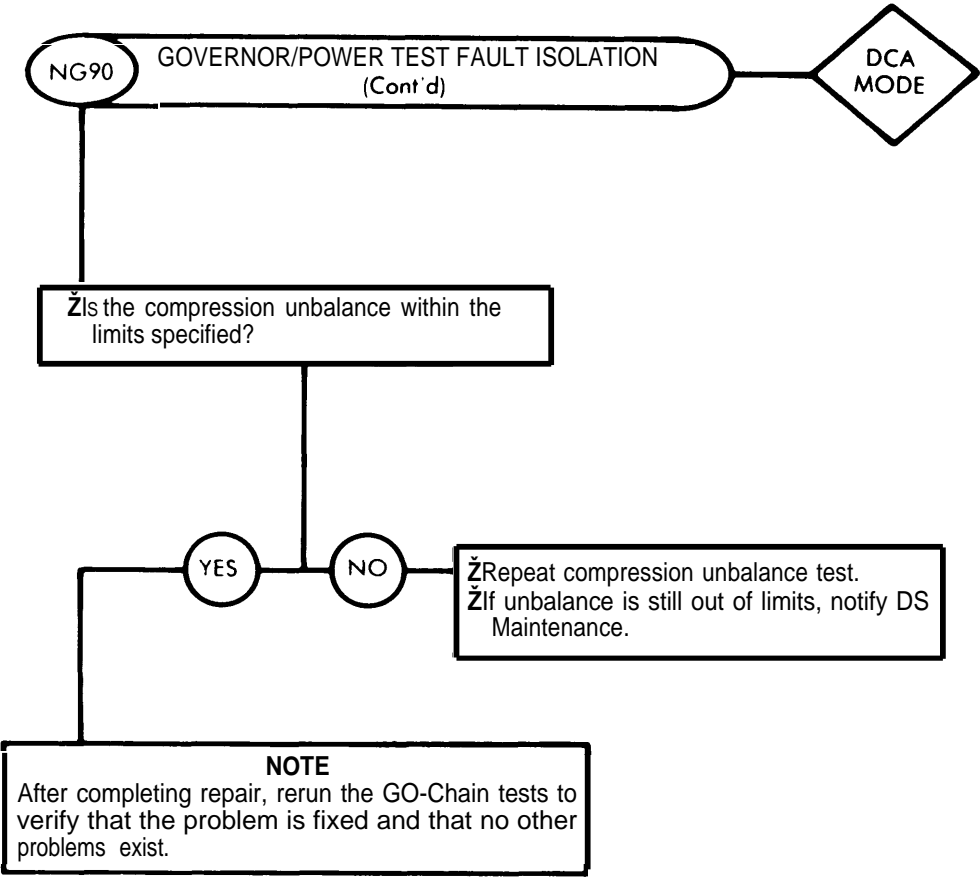 NG90
GOVERNOR/POWER TEST FAULT ISOLATION
(Cont'd)
DCA
MODE
ŽIs the compression unbalance within the
limits specified?
YES
NO
ŽRepeat compression unbalance test.
ŽIf unbalance is still out of limits, notify DS
Maintenance.
NOTE
After completing repair, rerun the GO-Chain tests to
verify that the problem is fixed and that no other
problems exist.